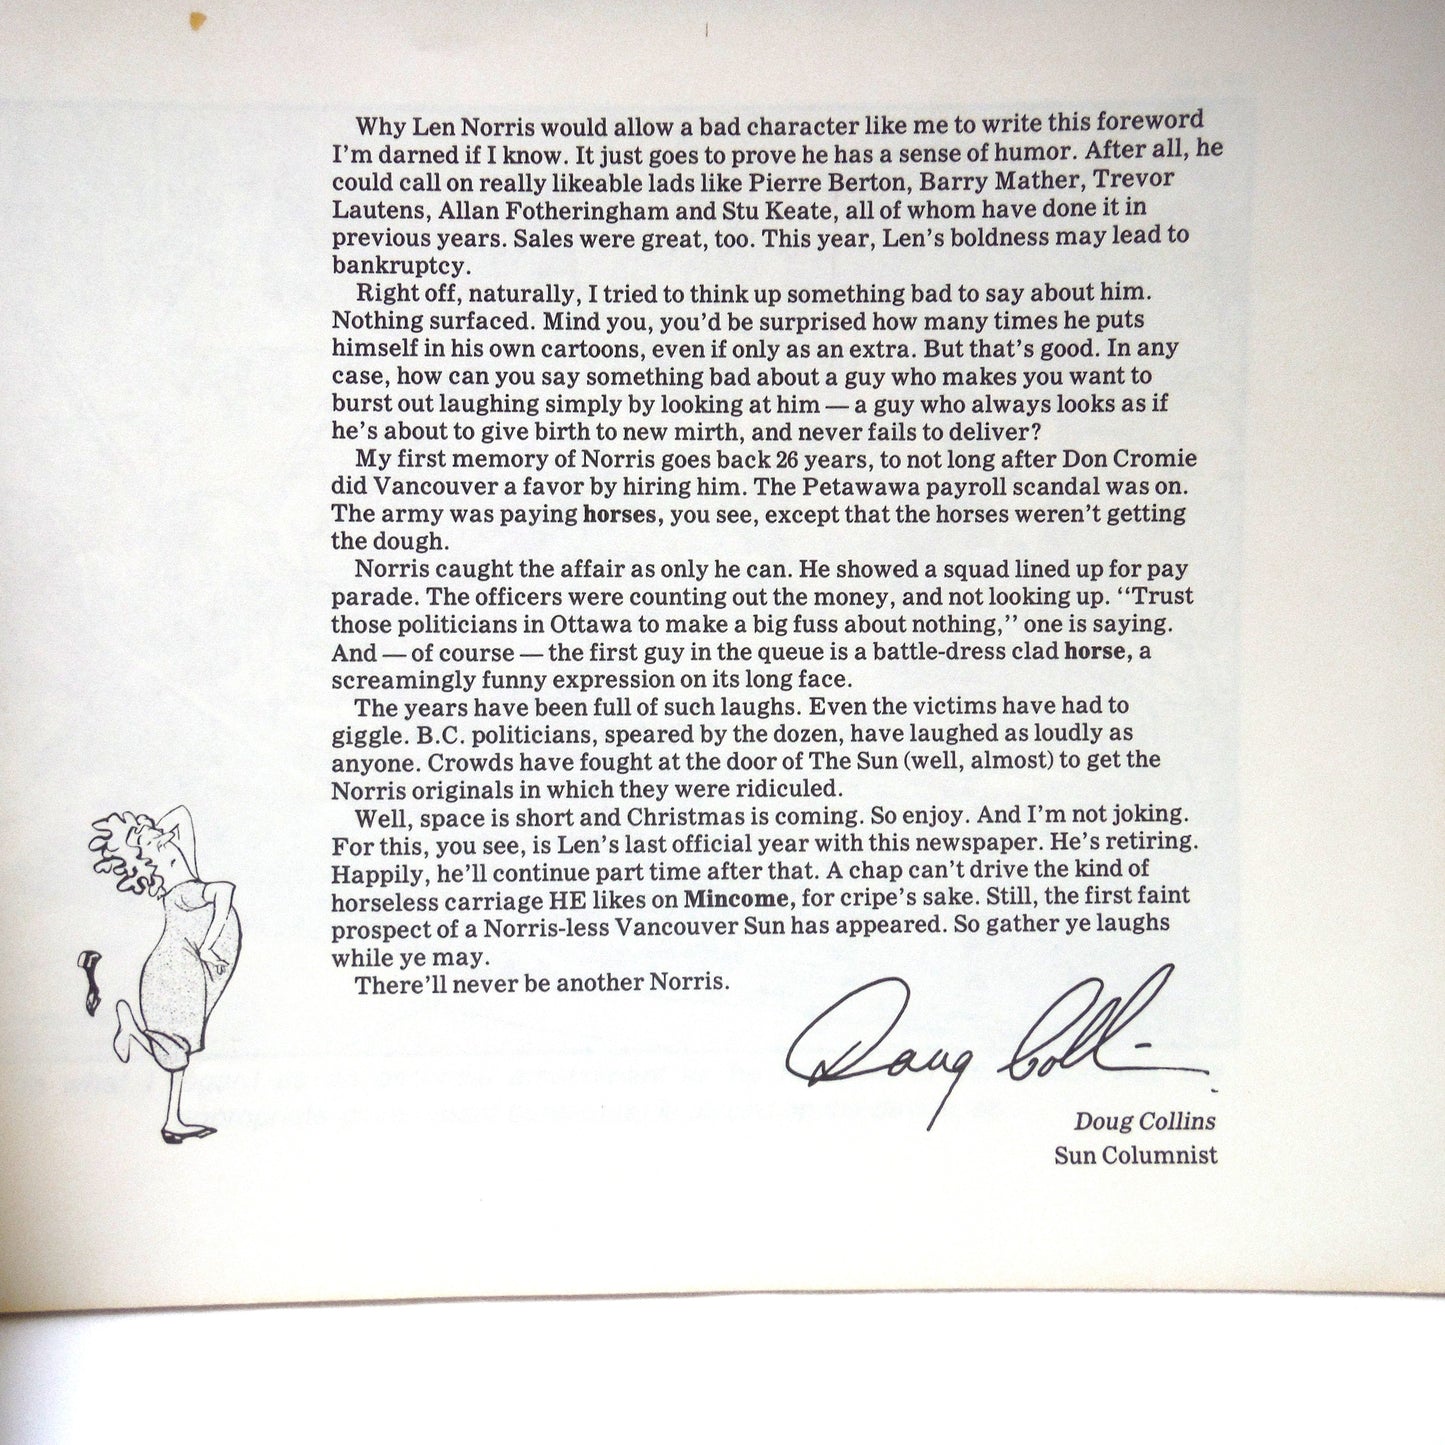 Why Len Norris would allow a bad character like me to write this foreword
I'm darned if I know. It just goes to prove he has a sense of humor. After all, he
could call on really likeable lads like Pierre Berton, Barry Mather, Trevor
Lautens, Allan Fotheringham and Stu Keate, all of whom have done it in
previous years. Sales were great, too. This year, Len's boldness may lead to
bankruptcy.
Right off, naturally, I tried to think up something bad to say about him.
Nothing surfaced. Mind you, you'd be surprised how many times he puts
himself in his own cartoons, even if only as an extra. But that's good. In any
case, how can you say something bad about a guy who makes you want to
burst out laughing simply by looking at him — a guy who always looks as if
he's about to give birth to new mirth, and never fails to deliver?
My first memory of Norris goes back 26 years, to not long after Don Cromie
did Vancouver a favor by hiring him. The Petawawa payroll scandal was on.
The army was paying horses, you see, except that the horses weren't getting
the dough.
Norris caught the affair as only he can. He showed a squad lined up for pay
parade. The officers were counting out the money, and not looking up. "Trust
those politicians in Ottawa to make a big fuss about nothing," one is saying.
And — of course — the first guy in the queue is a battle-dress clad horse, a
screamingly funny expression on its long face.
The years have been full of such laughs. Even the victims have had to
giggle. B.C. politicians, speared by the dozen, have laughed as loudly as
anyone. Crowds have fought at the door of The Sun (well, almost) to get the
Norris originals in which they were ridiculed.
Well, space is short and Christmas is coming. So enjoy. And I'm not joking.
For this, you see, is Len's last official year with this newspaper. He's retiring.
Happily, he'll continue part time after that. A chap can't drive the kind of
horseless carriage HE likes on Mincome, for cripe's sake. Still, the first faint
prospect of a Norris-less Vancouver Sun has appeared. So gather ye laughs
while ye may.
There'll never be another Norris.
Doug Collins
Doug Collins
Sun Columnist